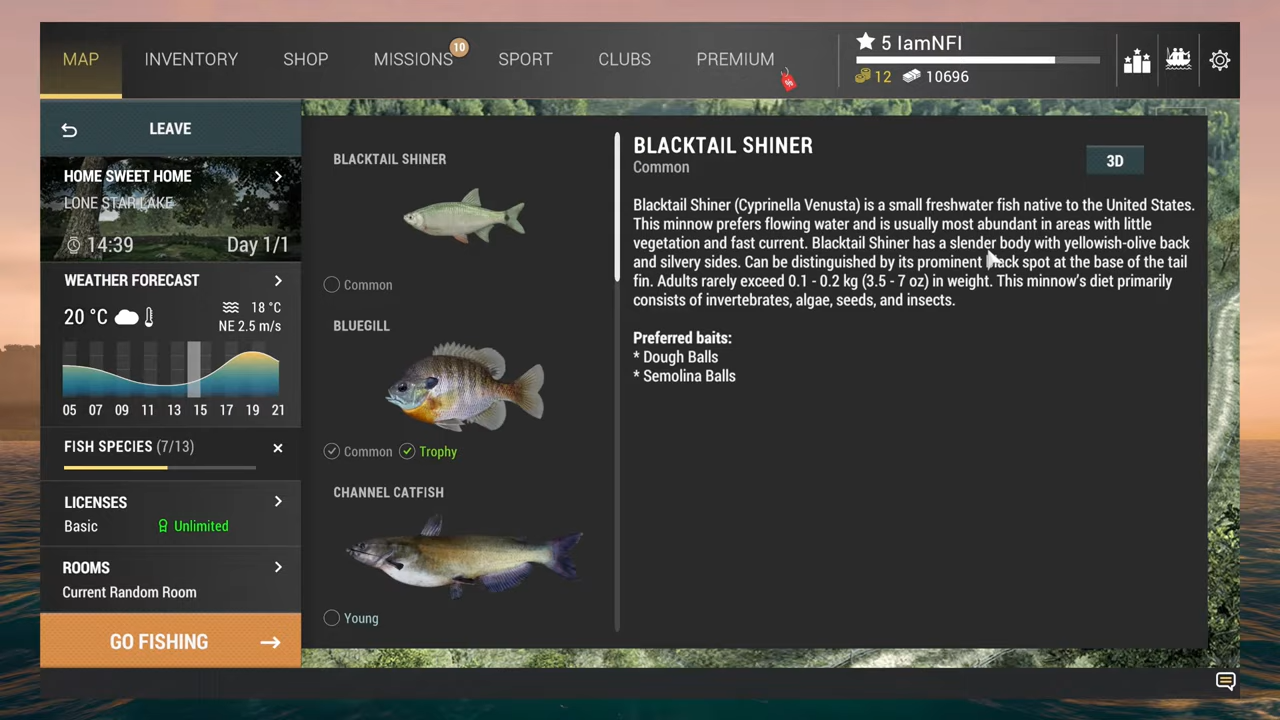 MAP
INVENTORY
SHOP
MISSIONS
10
SPORT
CLUBS
PREMIUM
%
5 IamNFI
12
10696
LEAVE
HOME SWEET HOME
LONE STAR LAKE
14:39
Day 1/1
WEATHER FORECAST
20 °C
18 °C
NE 2.5 m/s
05 07 09 11 13 15 17 19 21
FISH SPECIES (7/13)
LICENSES
Basic
Unlimited
ROOMS
Current Random Room
GO FISHING
BLACKTAIL SHINER
Common
BLUEGILL
Common
Trophy
CHANNEL CATFISH
Young
BLACKTAIL SHINER
Common
3D
Blacktail Shiner (Cyprinella Venusta) is a small freshwater fish native to the United States.
This minnow prefers flowing water and is usually most abundant in areas with little
vegetation and fast current. Blacktail Shiner has a slender body with yellowish-olive back
and silvery sides. Can be distinguished by its prominent black spot at the base of the tail
fin. Adults rarely exceed 0.1 - 0.2 kg (3.5 - 7 oz) in weight. This minnow's diet primarily
consists of invertebrates, algae, seeds, and insects.
Preferred baits:
* Dough Balls
* Semolina Balls